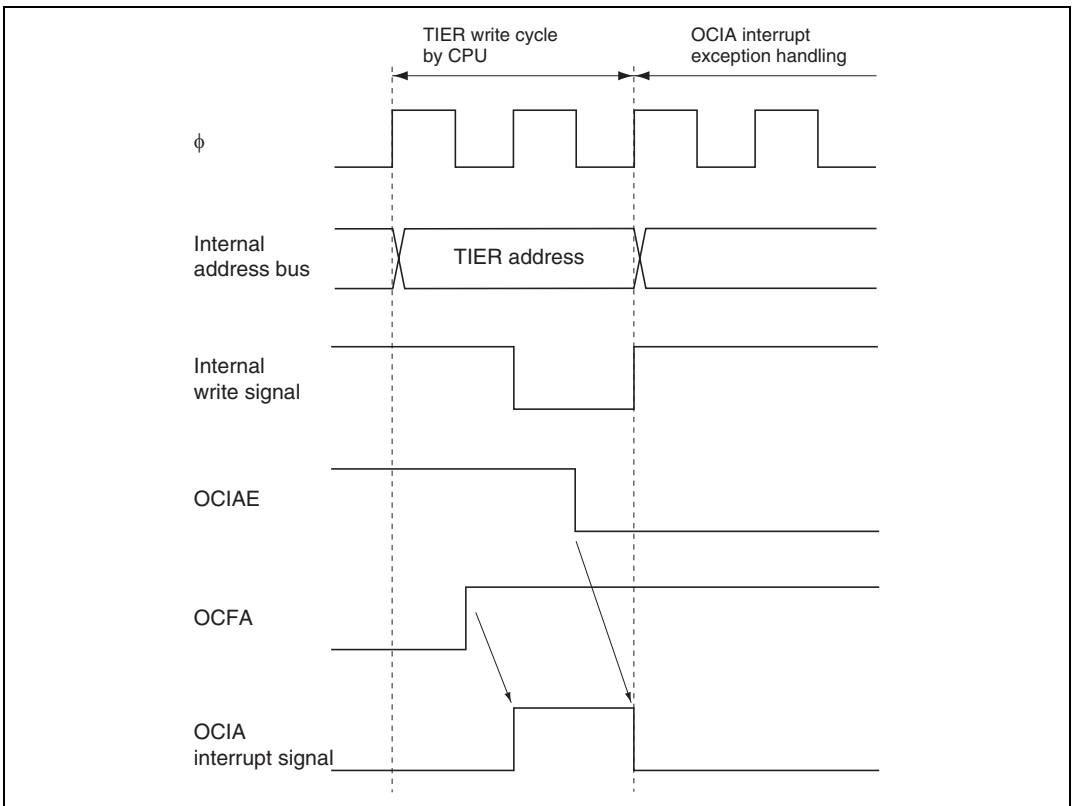 TIER write cycle
by CPU
OCIA interrupt
exception handling
ϕ
Internal
address bus
TIER address
Internal
write signal
OCIAE
OCFA
OCIA
interrupt signal